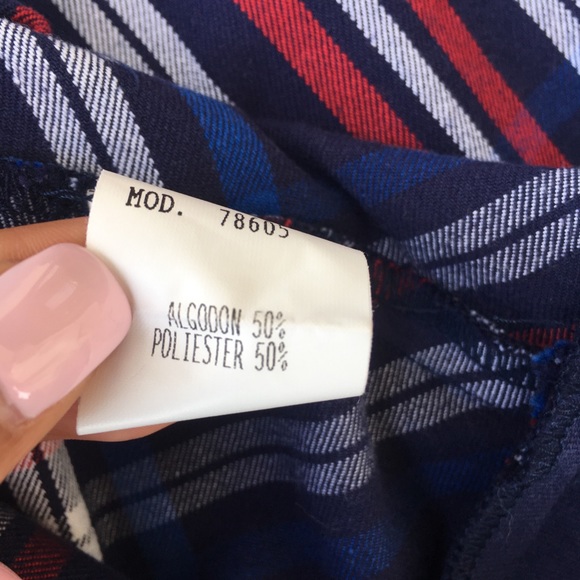 MOD. 78605
ALGODON 50%
POLIESTER 50%